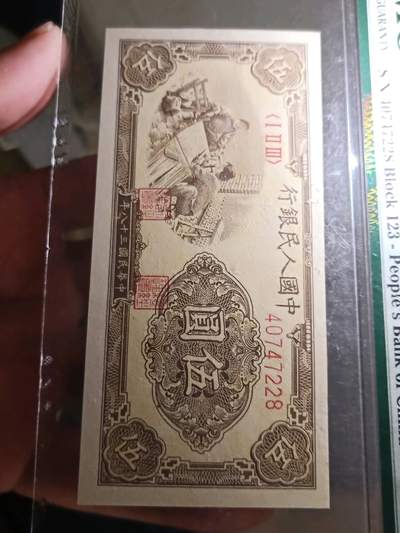 中國人民銀行
〈I II III〉
40747228
伍圓
伍
伍
伍
伍
中華民國三十八年
S/N 40747228 Block 123 - People's Bank of China